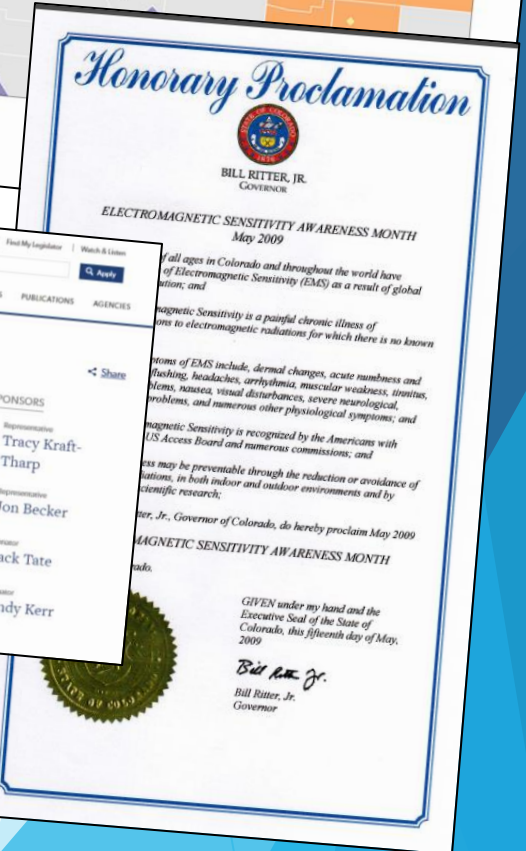 Honorary Proclamation
STATE OF COLORADO
1876
BILL RITTER, JR.
GOVERNOR
ELECTROMAGNETIC SENSITIVITY AWARENESS MONTH
May 2009
f all ages in Colorado and throughout the world have
of Electromagnetic Sensitivity (EMS) as a result of global
ution; and
magnetic Sensitivity is a painful chronic illness of
ons to electromagnetic radiations for which there is no known
ptoms of EMS include, dermal changes, acute numbness and
flushing, headaches, arrhythmia, muscular weakness, tinnitus,
blems, nausea, visual disturbances, severe neurological,
problems, and numerous other physiological symptoms; and
magnetic Sensitivity is recognized by the Americans with
US Access Board and numerous commissions; and
ess may be preventable through the reduction or avoidance of
iations, in both indoor and outdoor environments and by
cientific research;
tter, Jr., Governor of Colorado, do hereby proclaim May 2009
MAGNETIC SENSITIVITY AWARENESS MONTH
rado.
GIVEN under my hand and the
Executive Seal of the State of
Colorado, this fifteenth day of May,
2009
Bill Ritter Jr.
Bill Ritter, Jr.
Governor
Find My Legislator | Watch & Listen
Apply
S PUBLICATIONS AGENCIES
Share
PONSORS
Representative
Tracy Kraft-
Tharp
Representative
Jon Becker
nator
ack Tate
nator
ndy Kerr